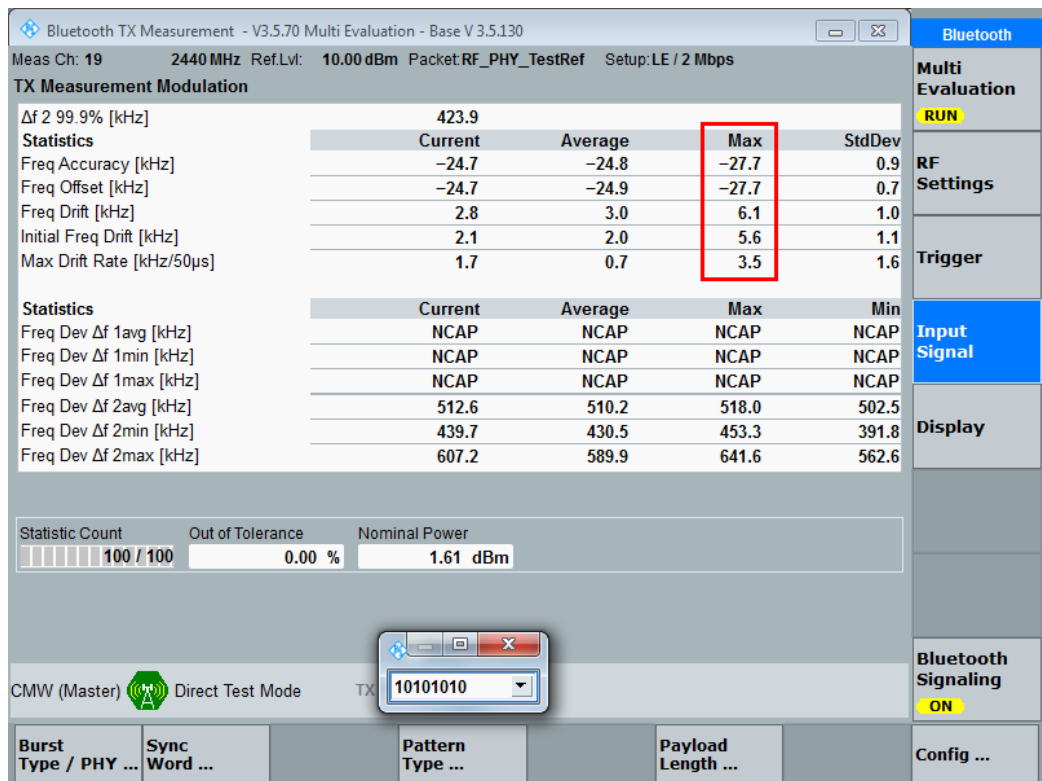 Bluetooth TX Measurement - V3.5.70 Multi Evaluation - Base V 3.5.130
Bluetooth
Meas Ch: 19 2440 MHz Ref.Lvl: 10.00 dBm Packet: RF_PHY_TestRef Setup: LE / 2 Mbps
TX Measurement Modulation
Multi Evaluation
RUN
Δf 2 99.9% [kHz] 423.9
Statistics Current Average Max StdDev
Freq Accuracy [kHz] −24.7 −24.8 −27.7 0.9
Freq Offset [kHz] −24.7 −24.9 −27.7 0.7
Freq Drift [kHz] 2.8 3.0 6.1 1.0
Initial Freq Drift [kHz] 2.1 2.0 5.6 1.1
Max Drift Rate [kHz/50µs] 1.7 0.7 3.5 1.6
RF Settings
Trigger
Statistics Current Average Max Min
Freq Dev Δf 1avg [kHz] NCAP NCAP NCAP NCAP
Freq Dev Δf 1min [kHz] NCAP NCAP NCAP NCAP
Freq Dev Δf 1max [kHz] NCAP NCAP NCAP NCAP
Freq Dev Δf 2avg [kHz] 512.6 510.2 518.0 502.5
Freq Dev Δf 2min [kHz] 439.7 430.5 453.3 391.8
Freq Dev Δf 2max [kHz] 607.2 589.9 641.6 562.6
Input Signal
Display
Statistic Count Out of Tolerance Nominal Power
100 / 100 0.00 % 1.61 dBm
10101010
CMW (Master) Direct Test Mode TX
Bluetooth Signaling
ON
Burst Type / PHY ...
Sync Word ...
Pattern Type ...
Payload Length ...
Config ...